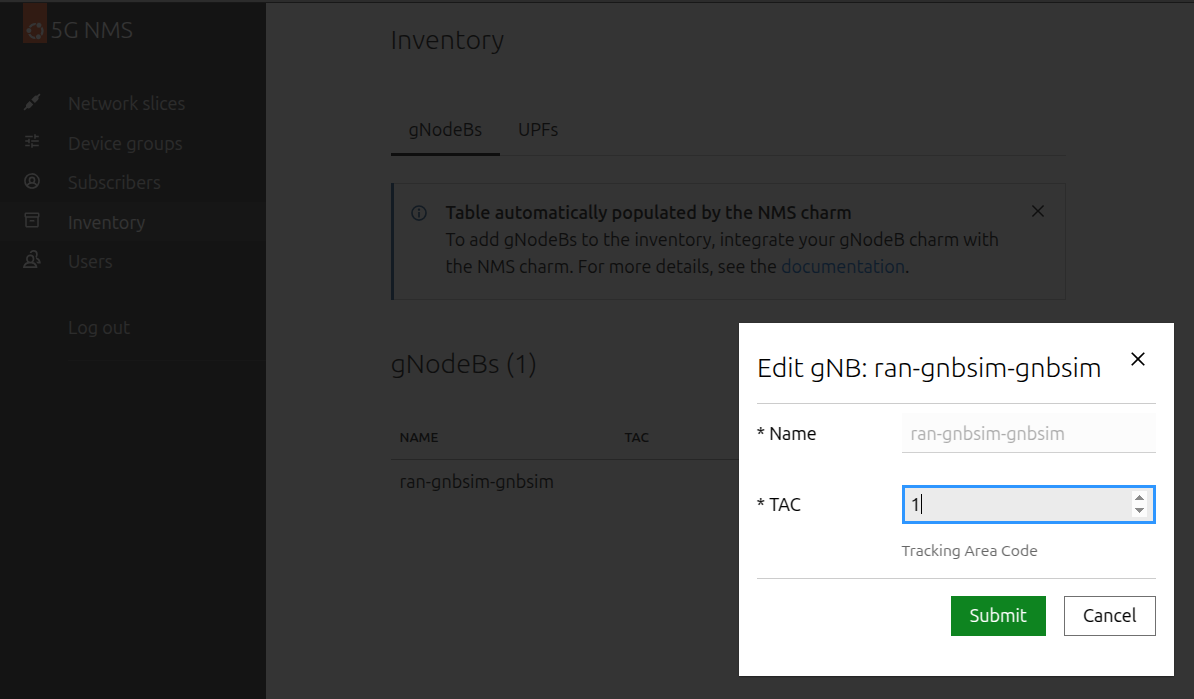 5G NMS
Network slices
Device groups
Subscribers
Inventory
Users
Log out
Inventory
gNodeBs UPFs
Table automatically populated by the NMS charm
To add gNodeBs to the inventory, integrate your gNodeB charm with
the NMS charm. For more details, see the documentation.
gNodeBs (1)
NAME TAC
ran-gnbsim-gnbsim
Edit gNB: ran-gnbsim-gnbsim
* Name ran-gnbsim-gnbsim
* TAC 1
Tracking Area Code
Submit Cancel